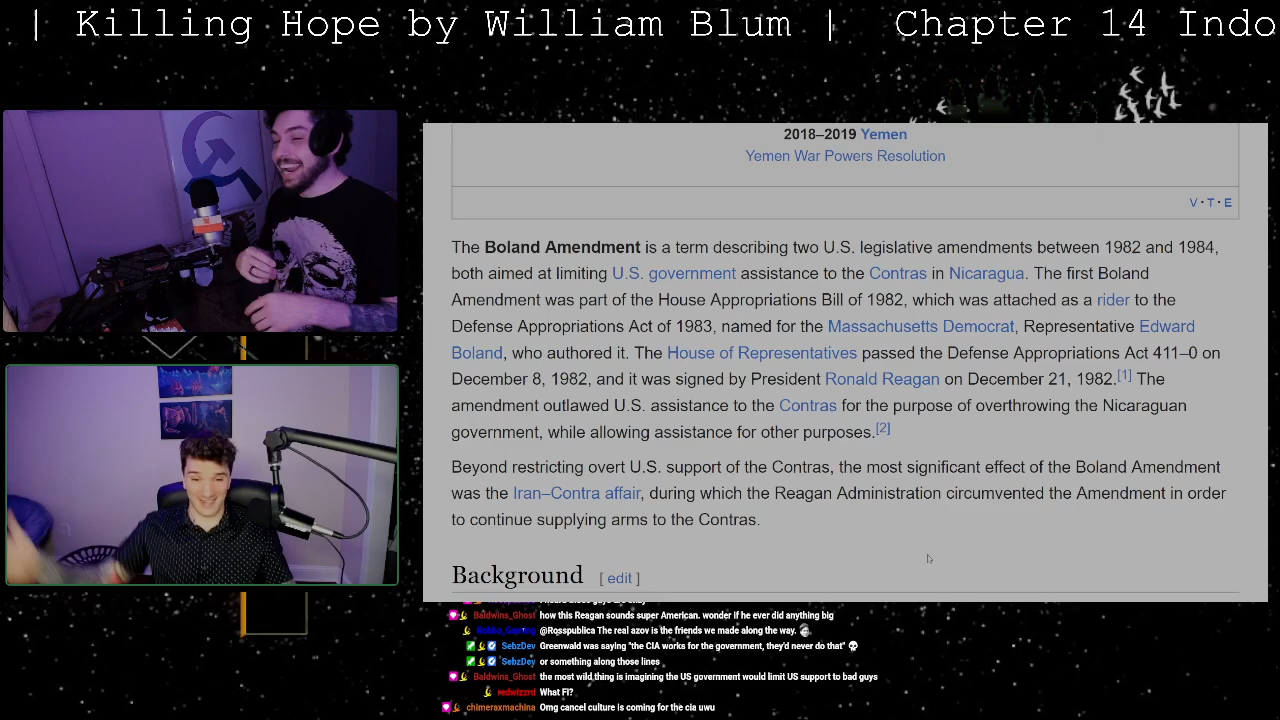 | Killing Hope by William Blum | Chapter 14 Indo
2018–2019 Yemen
Yemen War Powers Resolution
V · T · E
The Boland Amendment is a term describing two U.S. legislative amendments between 1982 and 1984,
both aimed at limiting U.S. government assistance to the Contras in Nicaragua. The first Boland
Amendment was part of the House Appropriations Bill of 1982, which was attached as a rider to the
Defense Appropriations Act of 1983, named for the Massachusetts Democrat, Representative Edward
Boland, who authored it. The House of Representatives passed the Defense Appropriations Act 411–0 on
December 8, 1982, and it was signed by President Ronald Reagan on December 21, 1982.[1] The
amendment outlawed U.S. assistance to the Contras for the purpose of overthrowing the Nicaraguan
government, while allowing assistance for other purposes.[2]
Beyond restricting overt U.S. support of the Contras, the most significant effect of the Boland Amendment
was the Iran–Contra affair, during which the Reagan Administration circumvented the Amendment in order
to continue supplying arms to the Contras.
Background [ edit ]
Baldwins_Ghost how this Reagan sounds super American. wonder if he ever did anything big
@Rosspublica The real azov is the friends we made along the way.
SebzDev Greenwald was saying "the CIA works for the government, they'd never do that"
SebzDev or something along those lines
Baldwins_Ghost the most wild thing is imagining the US government would limit US support to bad guys
redwizzrd What FI?
chimeraxmachina Omg cancel culture is coming for the cia uwu